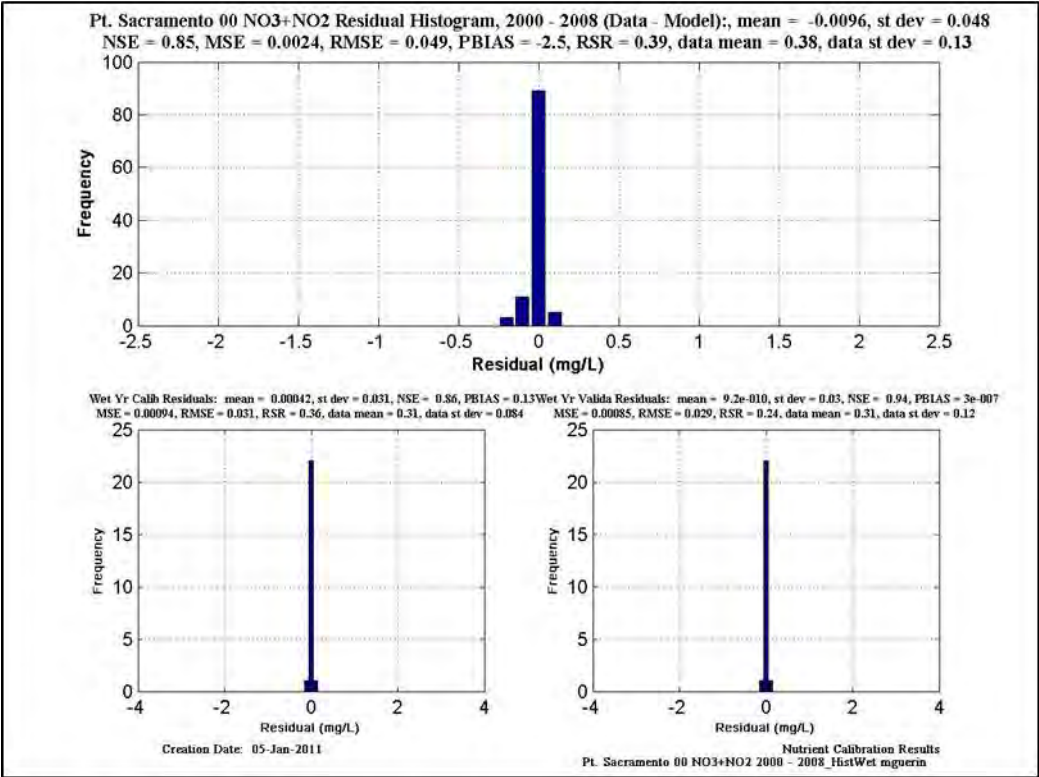 Pt. Sacramento 00 NO3+NO2 Residual Histogram, 2000 - 2008 (Data - Model):, mean = -0.0096, st dev = 0.048
NSE = 0.85, MSE = 0.0024, RMSE = 0.049, PBIAS = -2.5, RSR = 0.39, data mean = 0.38, data st dev = 0.13
100
80
60
40
20
0
Frequency
-2.5 -2 -1.5 -1 -0.5 0 0.5 1 1.5 2 2.5
Residual (mg/L)
Wet Yr Calib Residuals: mean = 0.00042, st dev = 0.031, NSE = 0.86, PBIAS = 0.13
MSE = 0.00094, RMSE = 0.031, RSR = 0.36, data mean = 0.31, data st dev = 0.084
25
20
15
10
5
0
Frequency
-4 -2 0 2 4
Residual (mg/L)
Wet Yr Valida Residuals: mean = 9.2e-010, st dev = 0.03, NSE = 0.94, PBIAS = 3e-007
MSE = 0.00085, RMSE = 0.029, RSR = 0.24, data mean = 0.31, data st dev = 0.12
25
20
15
10
5
0
Frequency
-4 -2 0 2 4
Residual (mg/L)
Creation Date: 05-Jan-2011
Nutrient Calibration Results
Pt. Sacramento 00 NO3+NO2 2000 - 2008_HistWet mguerin